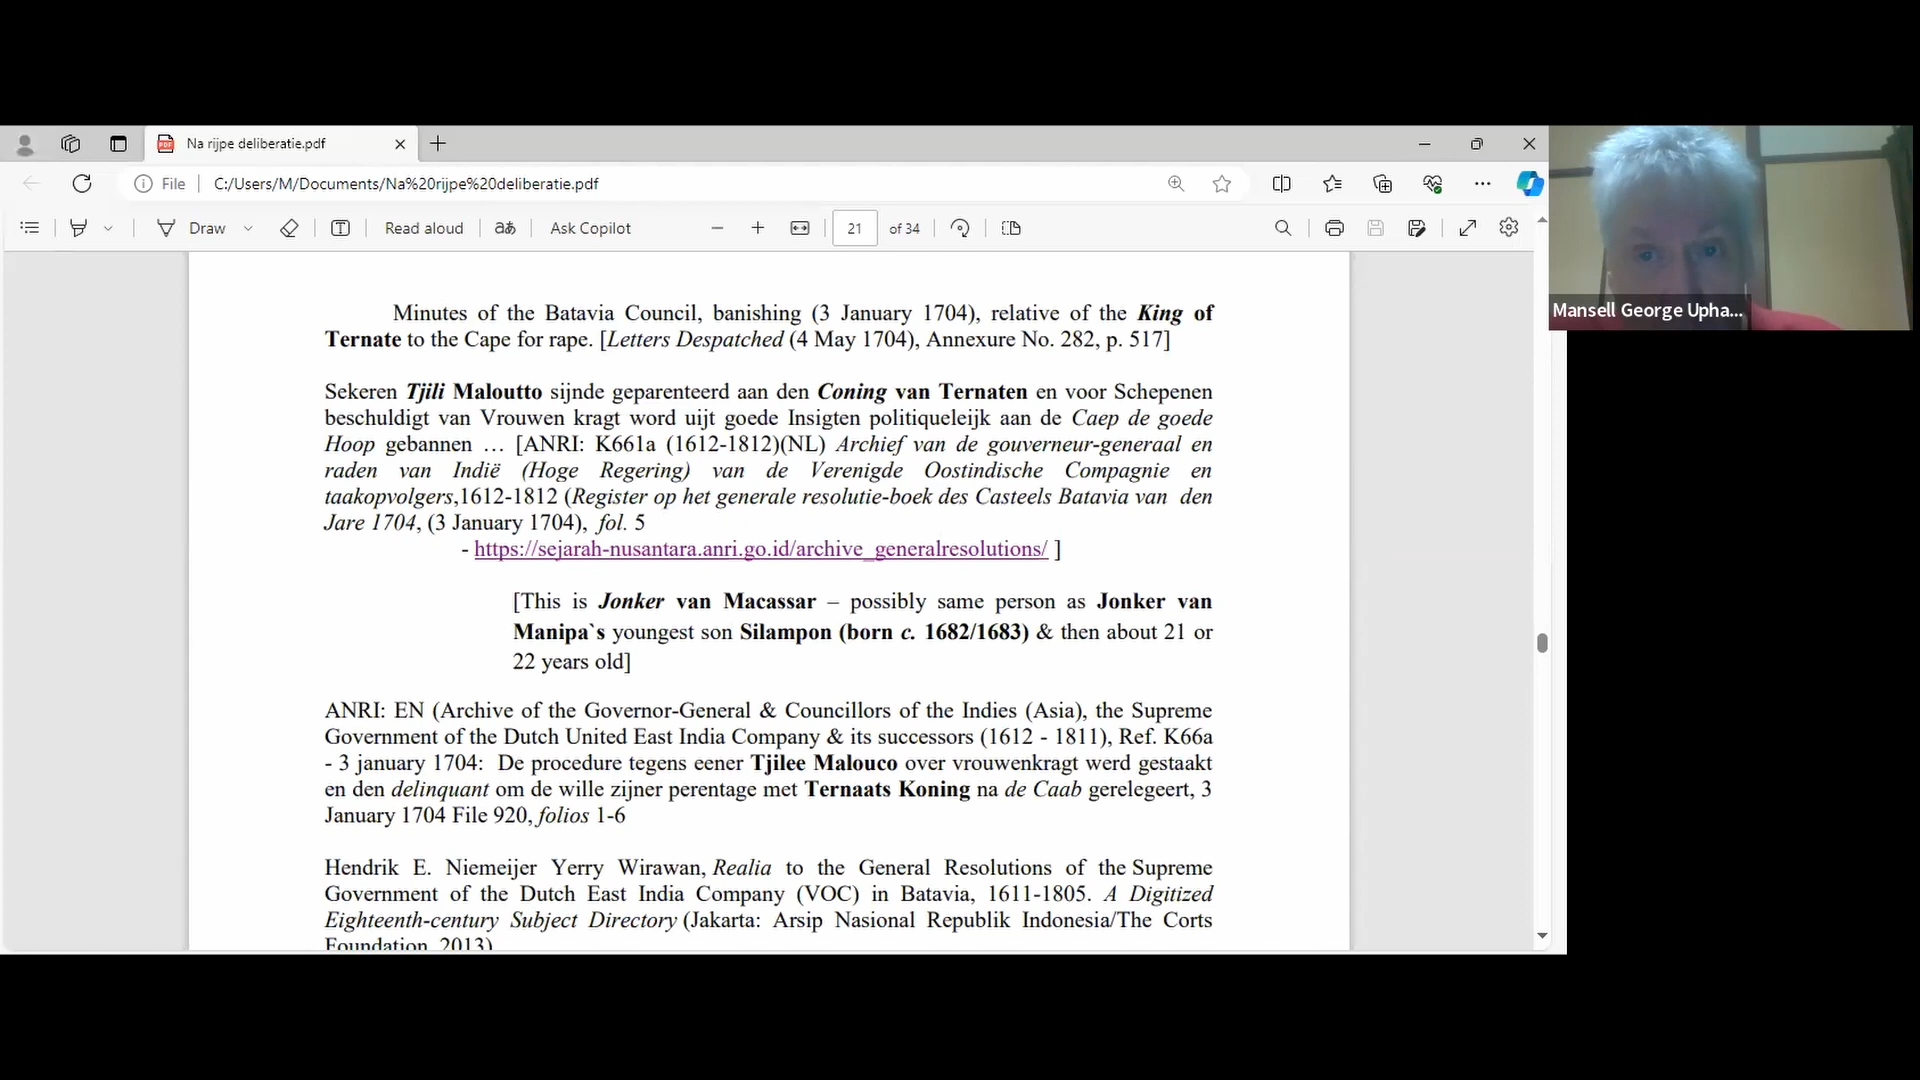 Na rijpe deliberatie.pdf
File
C:/Users/M/Documents/Na%20rijpe%20deliberatie.pdf
Draw
Read aloud
aあ
Ask Copilot
21
of 34
Minutes of the Batavia Council, banishing (3 January 1704), relative of the King of
Ternate to the Cape for rape. [Letters Despatched (4 May 1704), Annexure No. 282, p. 517]
Sekeren Tjili Maloutto sijnde geparenteerd aan den Coning van Ternaten en voor Schepenen
beschuldigt van Vrouwen kragt word uijt goede Insigten politiqueleijk aan de Caep de goede
Hoop gebannen … [ANRI: K661a (1612-1812)(NL) Archief van de gouverneur-generaal en
raden van Indië (Hoge Regering) van de Verenigde Oostindische Compagnie en
taakopvolgers,1612-1812 (Register op het generale resolutie-boek des Casteels Batavia van den
Jare 1704, (3 January 1704), fol. 5
- https://sejarah-nusantara.anri.go.id/archive_generalresolutions/ ]
[This is Jonker van Macassar – possibly same person as Jonker van
Manipa`s youngest son Silampon (born c. 1682/1683) & then about 21 or
22 years old]
ANRI: EN (Archive of the Governor-General & Councillors of the Indies (Asia), the Supreme
Government of the Dutch United East India Company & its successors (1612 - 1811), Ref. K66a
- 3 january 1704: De procedure tegens eener Tjilee Malouco over vrouwenkragt werd gestaakt
en den delinquant om de wille zijner perentage met Ternaats Koning na de Caab gerelegeert, 3
January 1704 File 920, folios 1-6
Hendrik E. Niemeijer Yerry Wirawan, Realia to the General Resolutions of the Supreme
Government of the Dutch East India Company (VOC) in Batavia, 1611-1805. A Digitized
Eighteenth-century Subject Directory (Jakarta: Arsip Nasional Republik Indonesia/The Corts
Foundation, 2013)
Mansell George Upha...